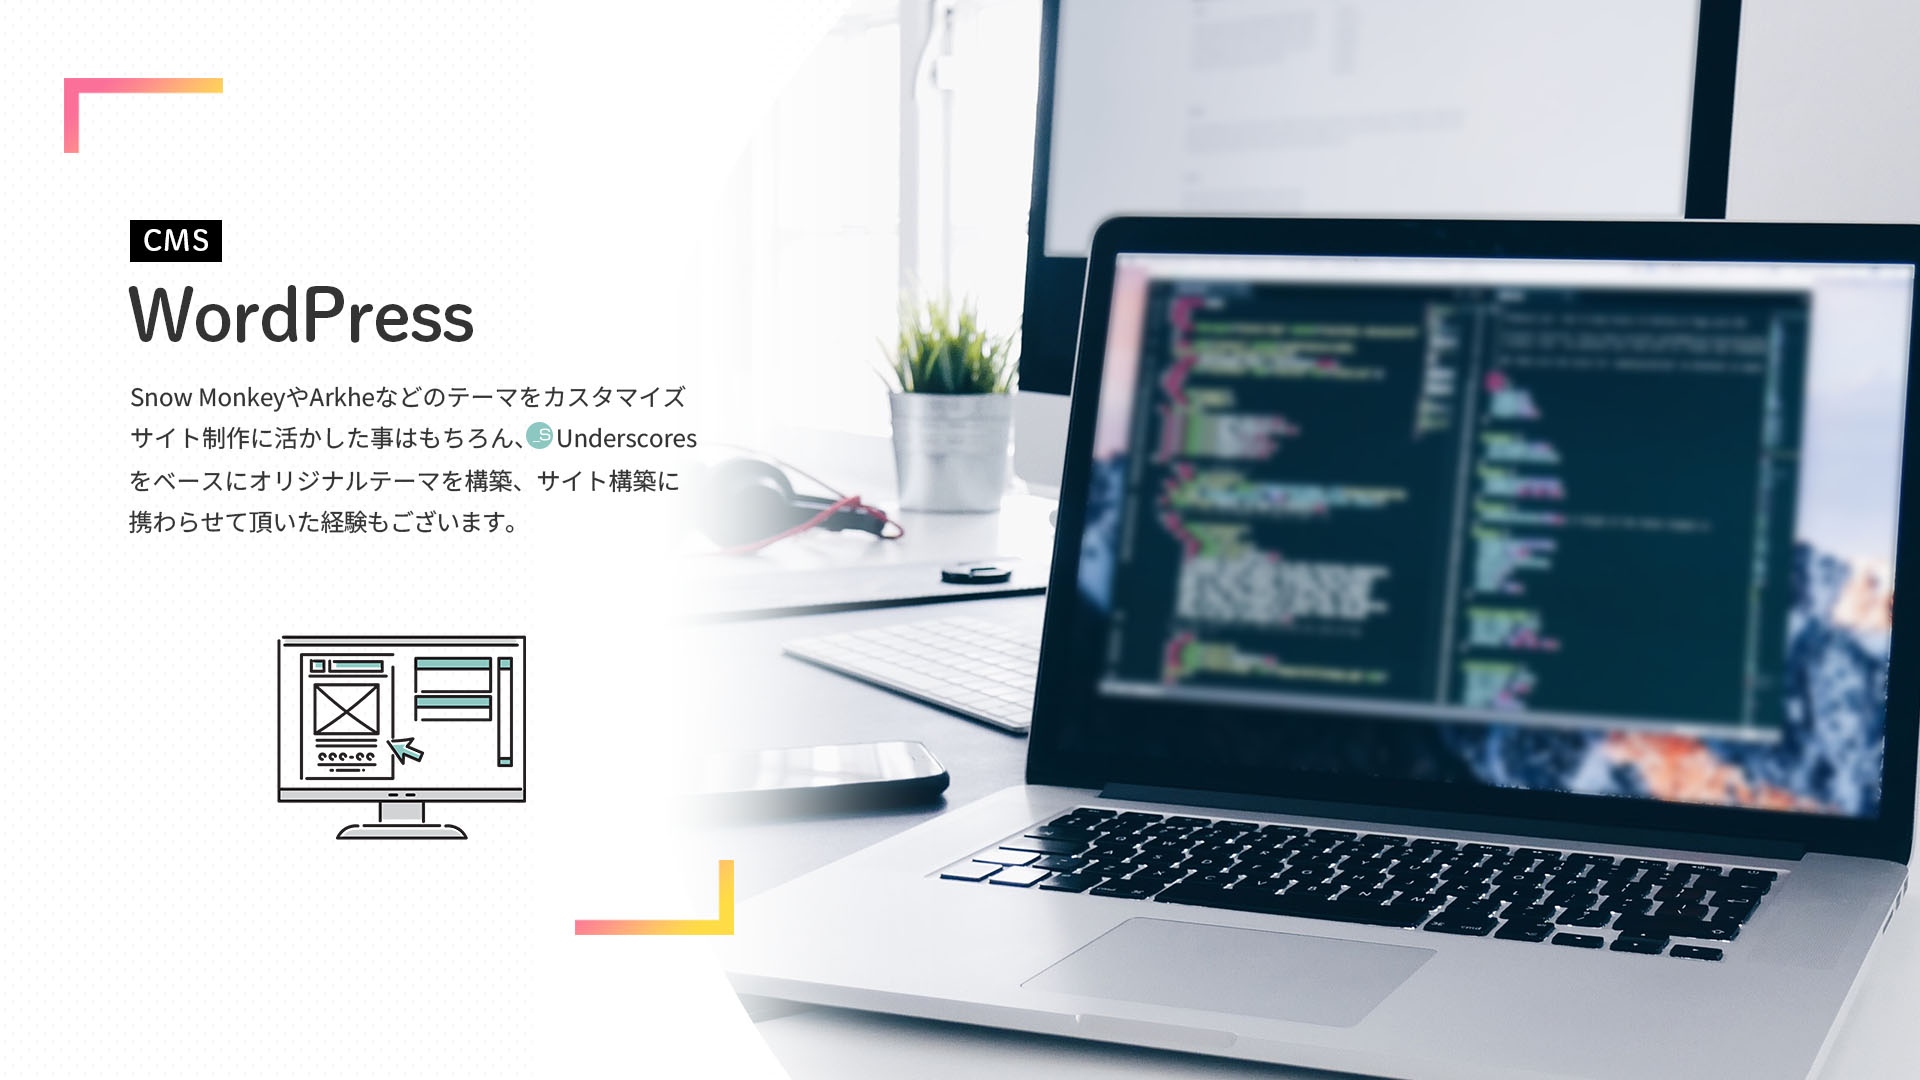 CMS
WordPress
Snow MonkeyやArkheなどのテーマをカスタマイズ
サイト制作に活かした事はもちろん、_S Underscores
をベースにオリジナルテーマを構築、サイト構築に
携わらせて頂いた経験もございます。